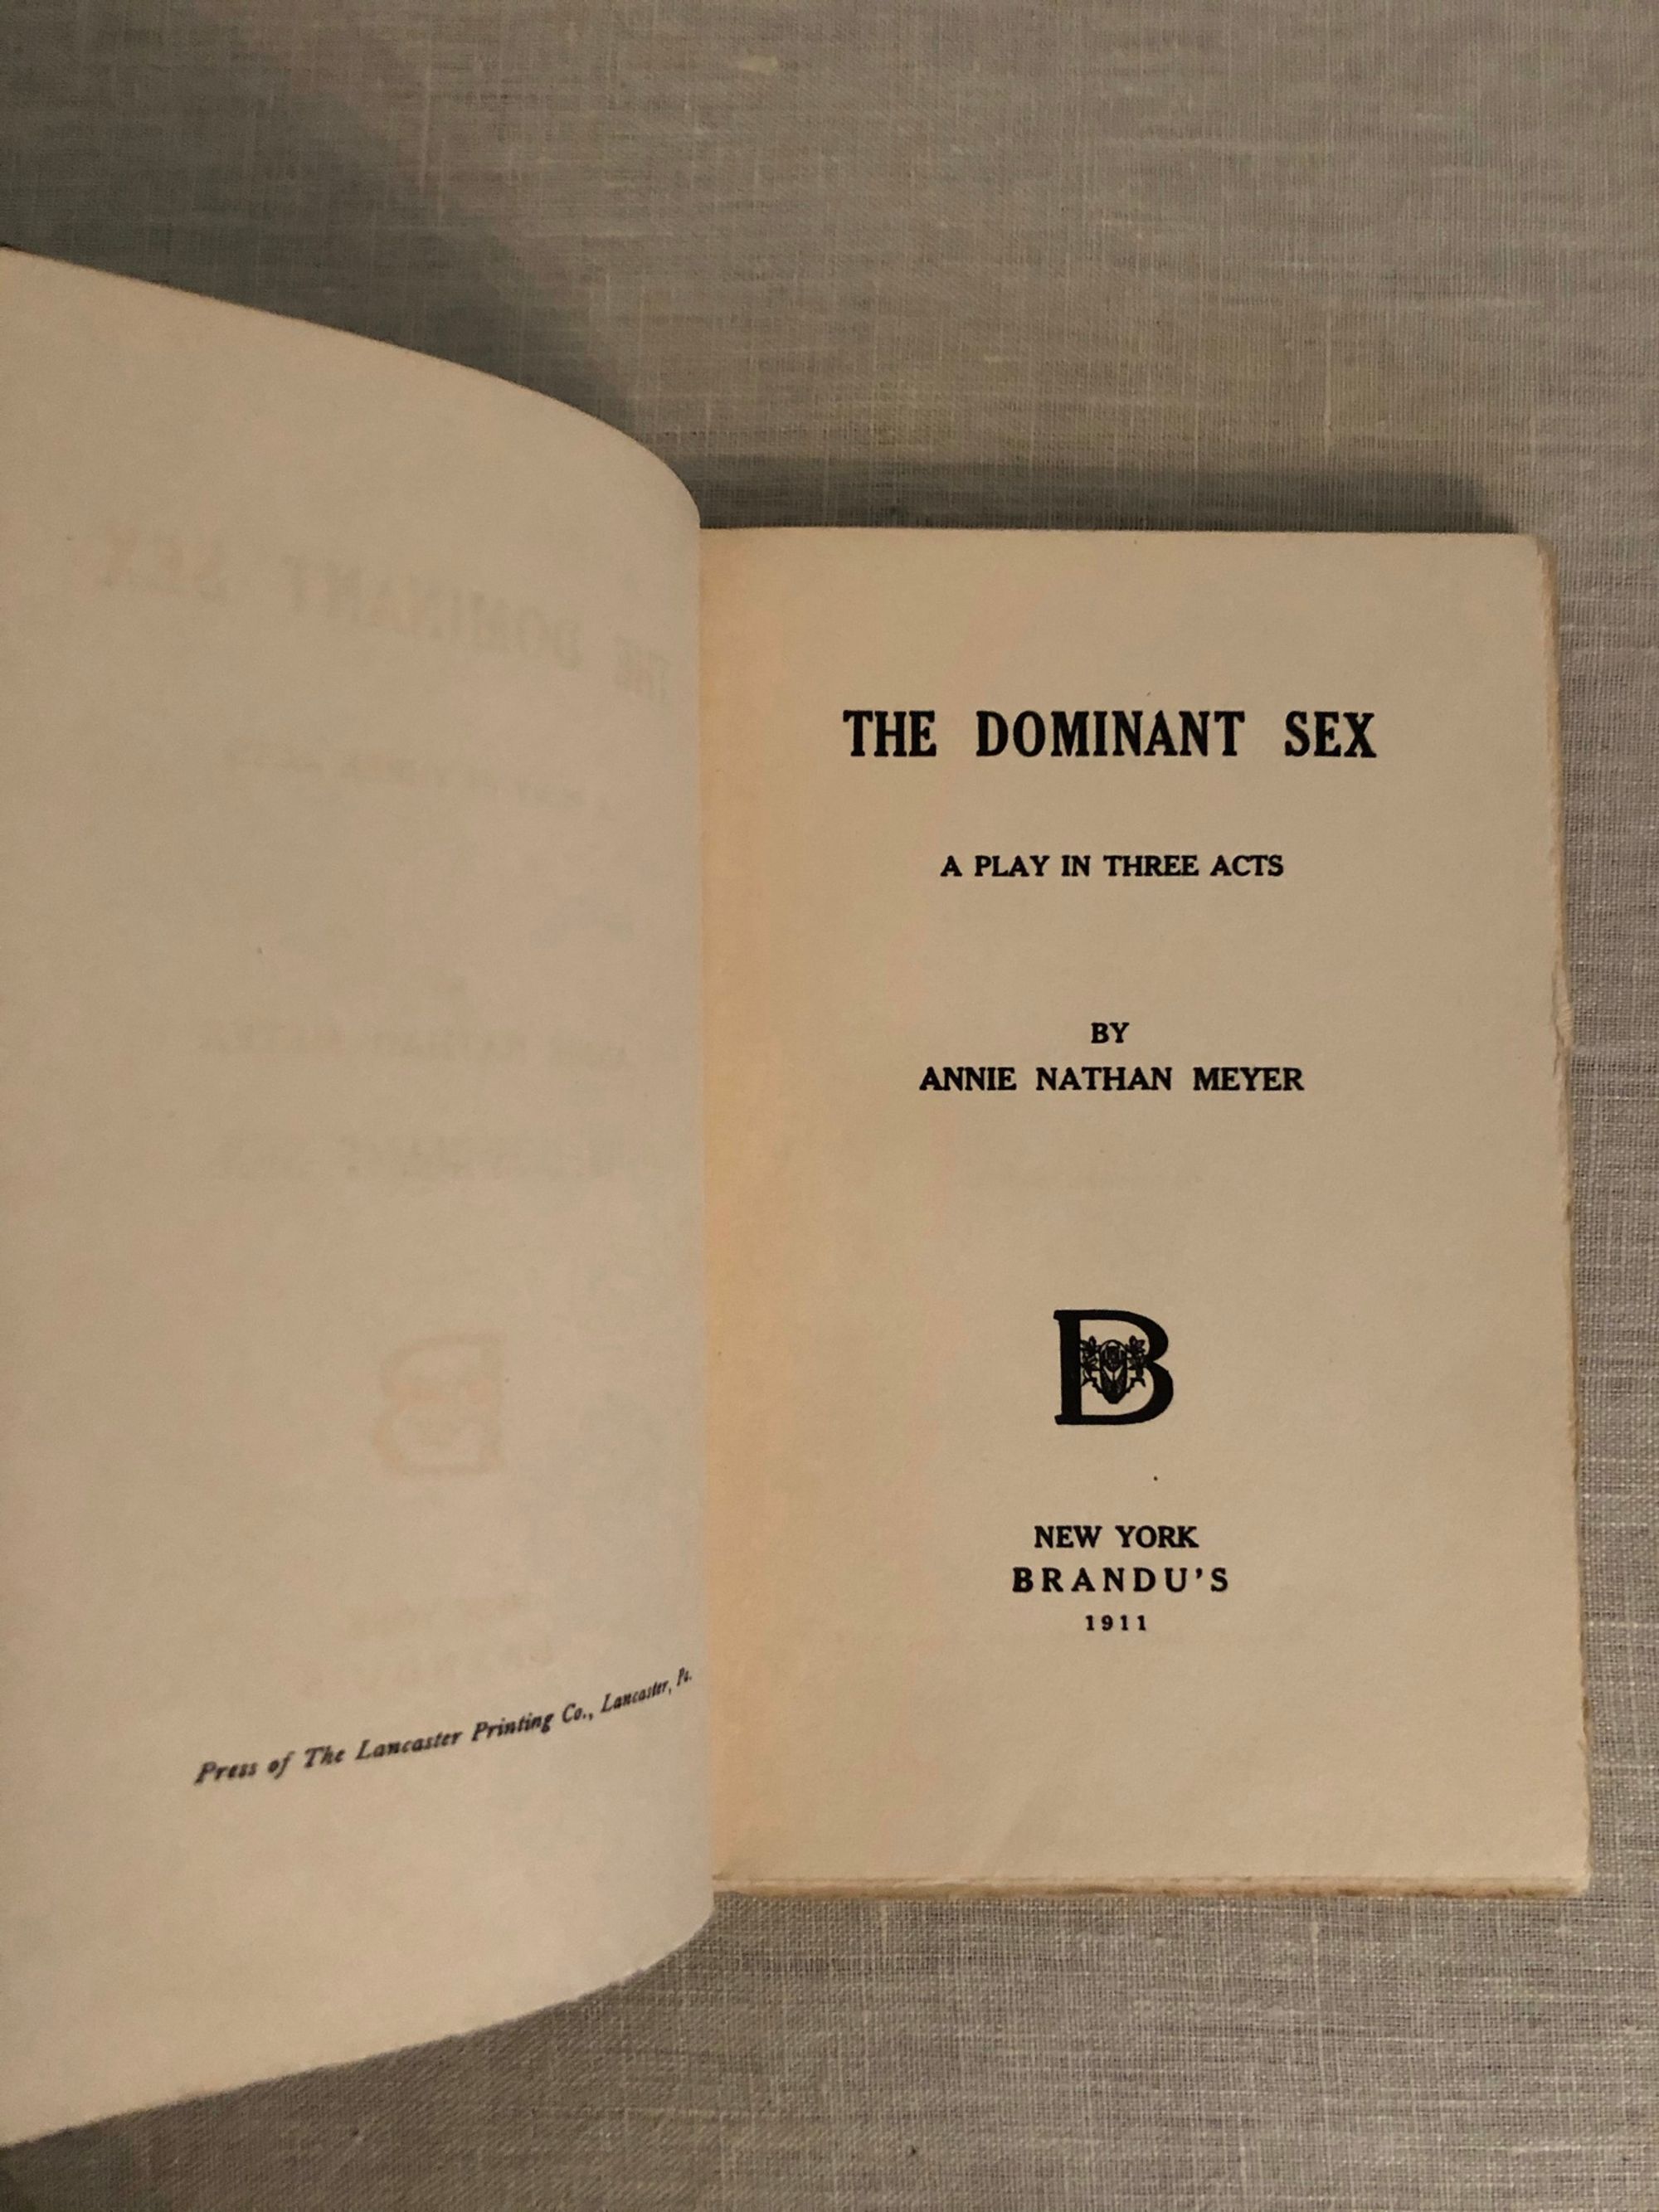 Press of The Lancaster Printing Co., Lancaster, Pa.
THE DOMINANT SEX
A PLAY IN THREE ACTS
BY
ANNIE NATHAN MEYER
B
NEW YORK
BRANDU'S
1911